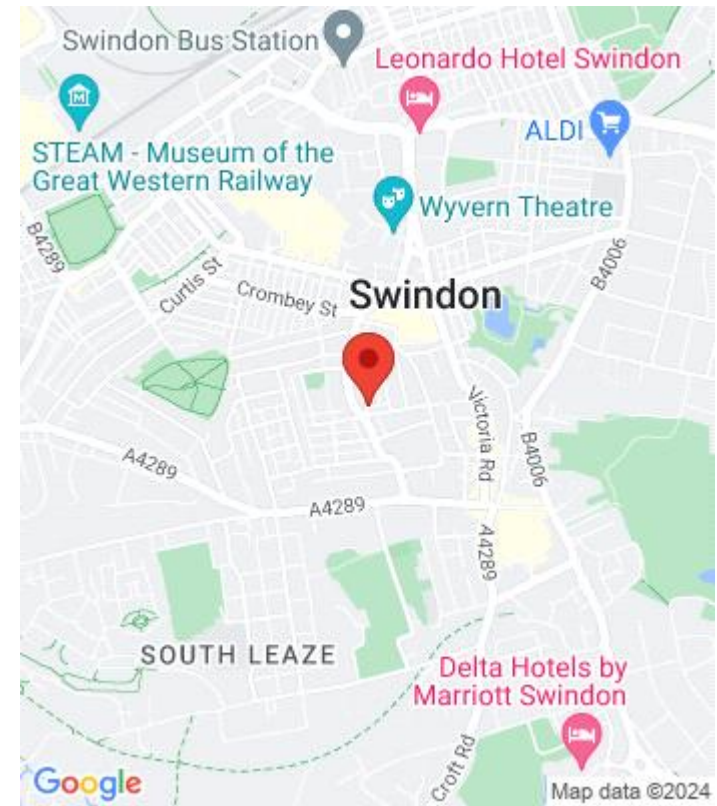 Swindon Bus Station
Leonardo Hotel Swindon
ALDI
STEAM - Museum of the
Great Western Railway
Wyvern Theatre
B4289
Curtis St
Crombey St
Swindon
B4006
Victoria Rd
B4006
A4289
A4289
A4289
SOUTH LEAZE
Delta Hotels by
Marriott Swindon
Croft Rd
Google
Map data ©2024